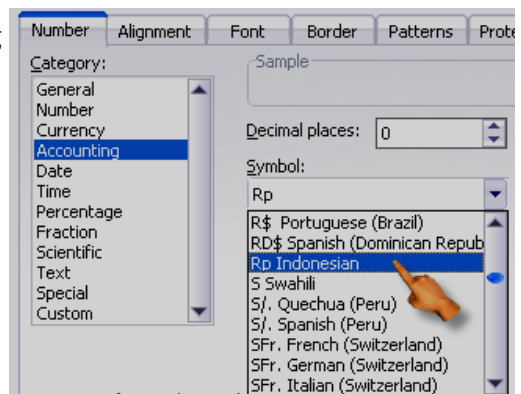 Number Alignment Font Border Patterns
Category:
General
Number
Currency
Accounting
Date
Time
Percentage
Fraction
Scientific
Text
Special
Custom
Sample
Decimal places: 0
Symbol:
Rp
R$ Portuguese (Brazil)
RD$ Spanish (Dominican Repub
Rp Indonesian
S Swahili
S/. Quechua (Peru)
S/. Spanish (Peru)
SFr. French (Switzerland)
SFr. German (Switzerland)
SFr. Italian (Switzerland)